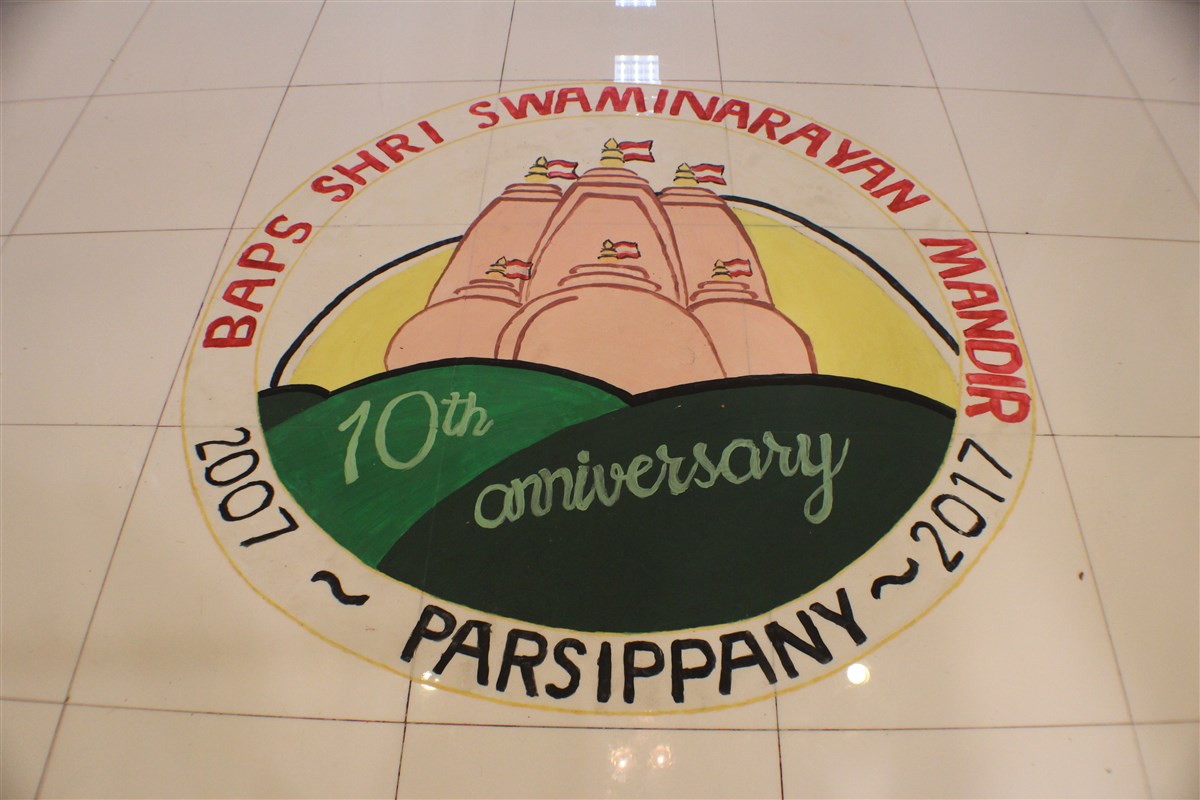 BAPS SHRI SWAMINARAYAN MANDIR
10th
anniversary
2007 ~ PARSIPPANY ~ 2017